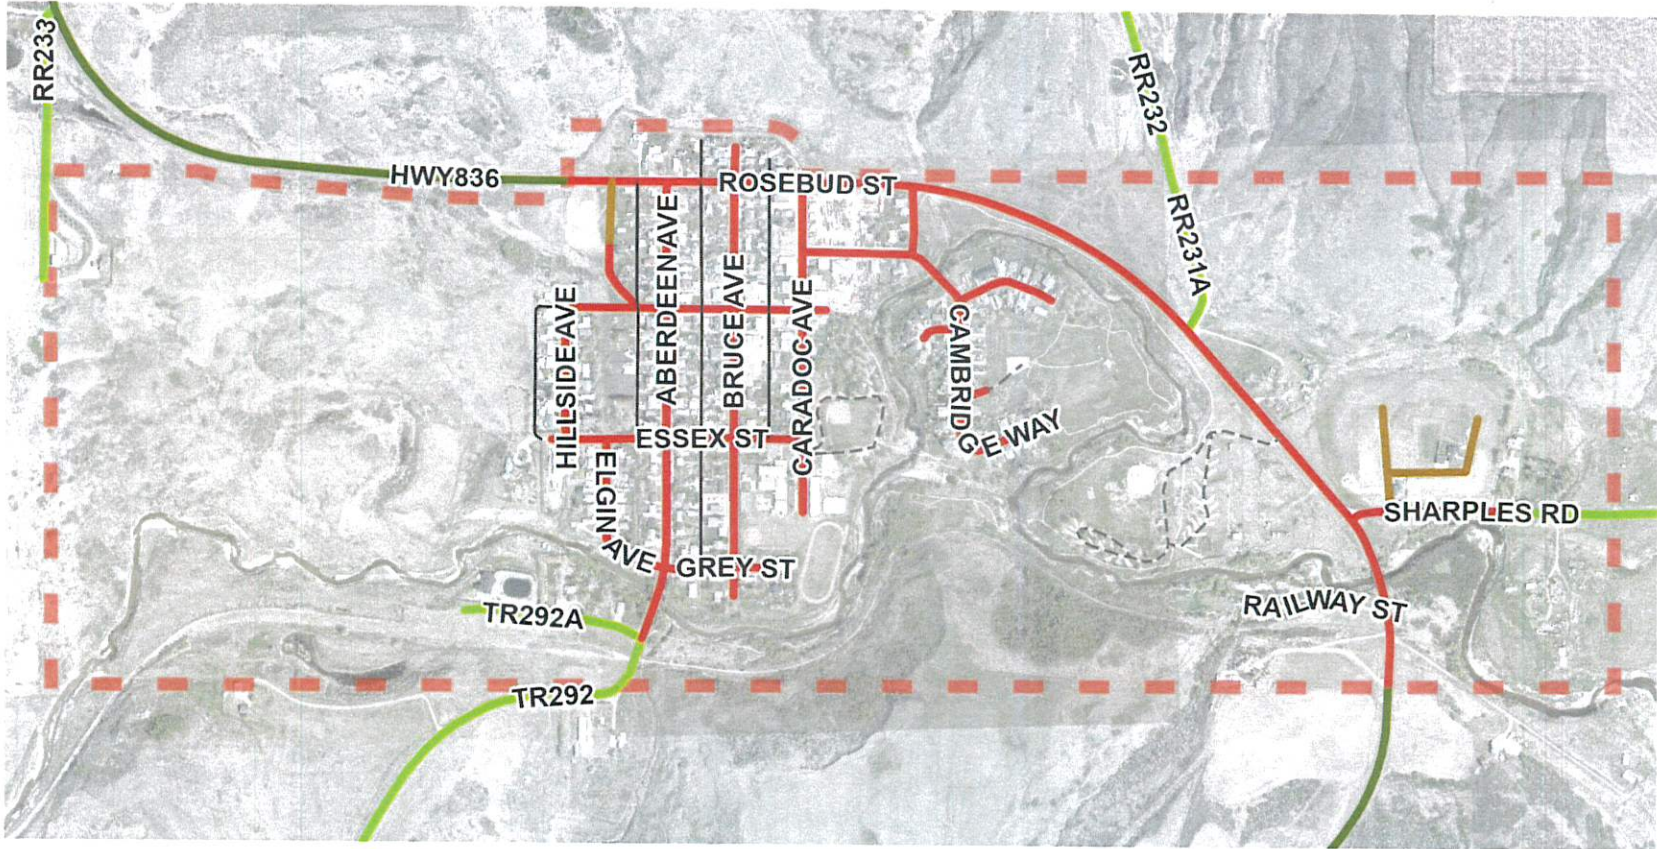 RR233
HWY836
ROSEBUD ST
RR232
RR231A
HILLSIDE AVE
ABERDEEN AVE
BRUCE AVE
CARADOC AVE
CAMBRIDGE WAY
ESSEX ST
ELGIN AVE
GREY ST
SHARPLES RD
TR292A
RAILWAY ST
TR292